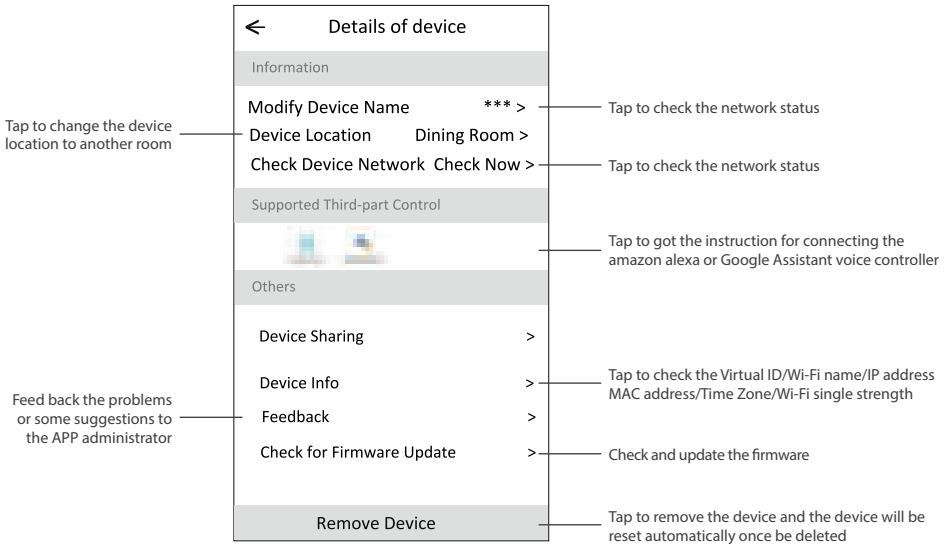 Details of device
Information
Modify Device Name *** >
Tap to check the network status
Tap to change the device
location to another room
Device Location Dining Room >
Check Device Network Check Now >
Tap to check the network status
Supported Third-part Control
Tap to got the instruction for connecting the
amazon alexa or Google Assistant voice controller
Others
Device Sharing >
Device Info >
Tap to check the Virtual ID/Wi-Fi name/IP address
MAC address/Time Zone/Wi-Fi single strength
Feed back the problems
or some suggestions to
the APP administrator
Feedback >
Check for Firmware Update >
Check and update the firmware
Remove Device
Tap to remove the device and the device will be
reset automatically once be deleted